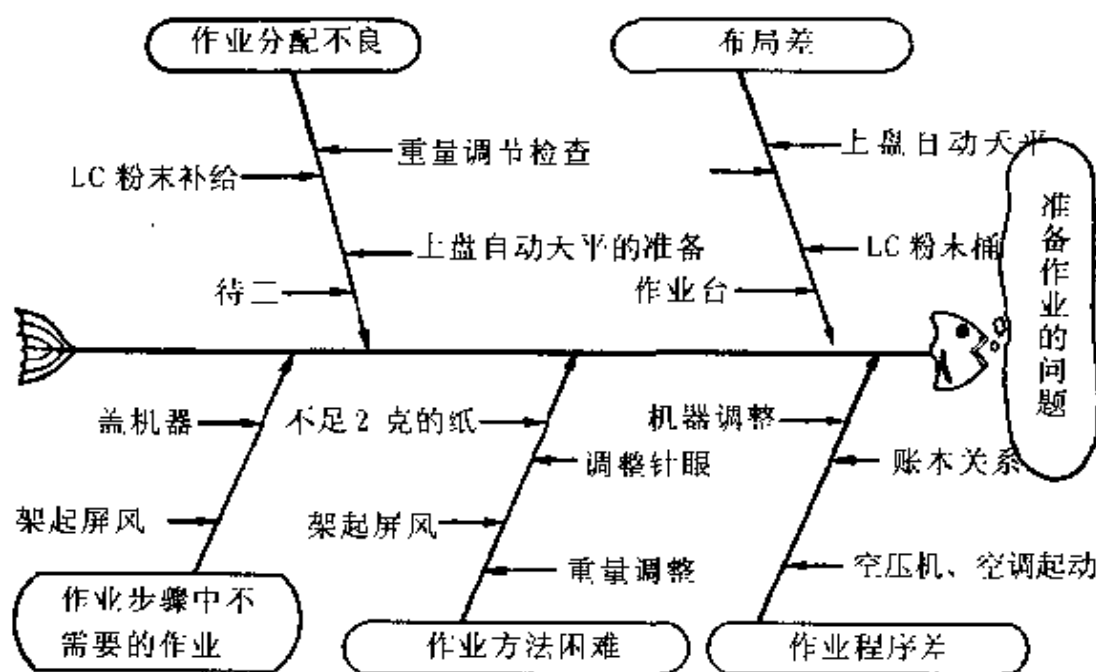 作业分配不良
布局差
重量调节检查
上盘自动天平
LC 粉末补给
上盘自动天平的准备
LC 粉末桶
待工
作业台
准备作业的问题
盖机器
不足 2 克的纸
机器调整
调整针眼
账本关系
架起屏风
架起屏风
重量调整
空压机、空调起动
作业步骤中不
需要的作业
作业方法困难
作业程序差